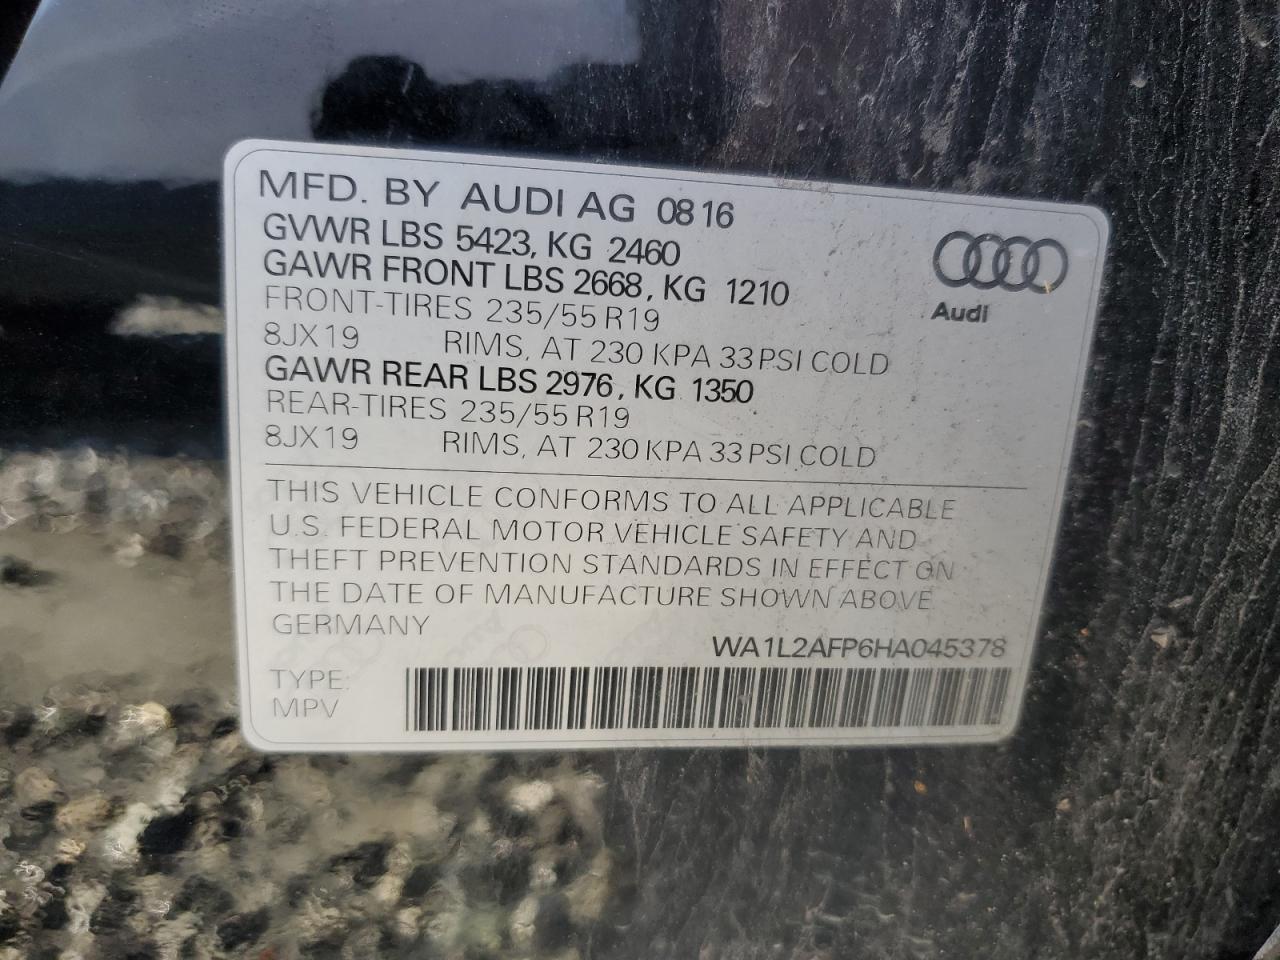 MFD. BY AUDI AG 0816
GVWR LBS 5423, KG 2460
GAWR FRONT LBS 2668, KG 1210
FRONT-TIRES 235/55 R19
8JX19 RIMS, AT 230 KPA 33 PSI COLD
GAWR REAR LBS 2976, KG 1350
REAR-TIRES 235/55 R19
8JX19 RIMS, AT 230 KPA 33 PSI COLD
Audi
THIS VEHICLE CONFORMS TO ALL APPLICABLE
U.S. FEDERAL MOTOR VEHICLE SAFETY AND
THEFT PREVENTION STANDARDS IN EFFECT ON
THE DATE OF MANUFACTURE SHOWN ABOVE
GERMANY
WA1L2AFP6HA045378
TYPE:
MPV